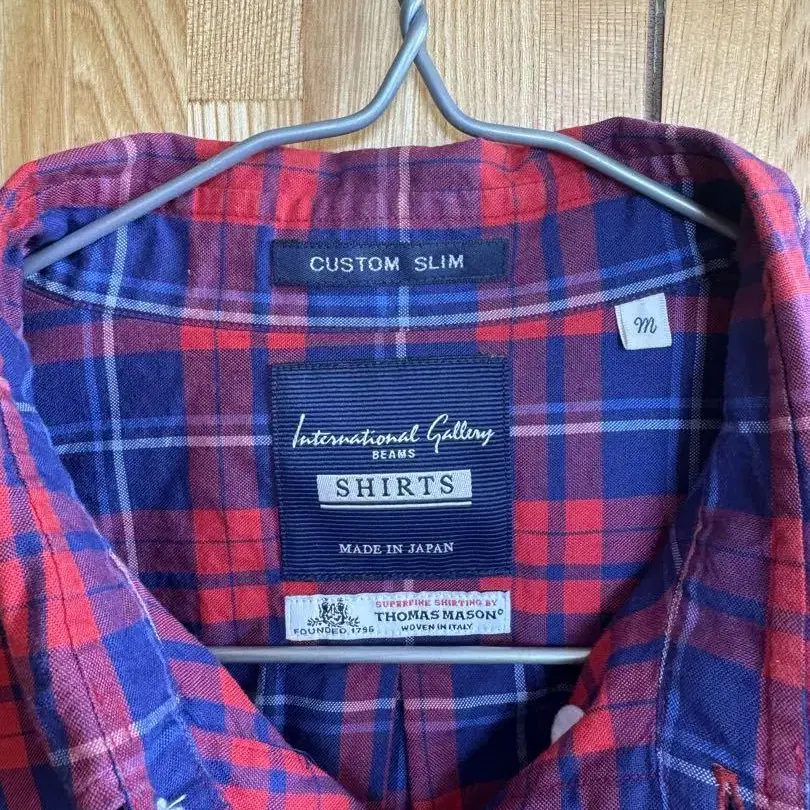 CUSTOM SLIM
M
International Gallery
BEAMS
SHIRTS
MADE IN JAPAN
SUPERFINE SHIRTING BY
THOMAS MASON®
FOUNDED 1796
WOVEN IN ITALY